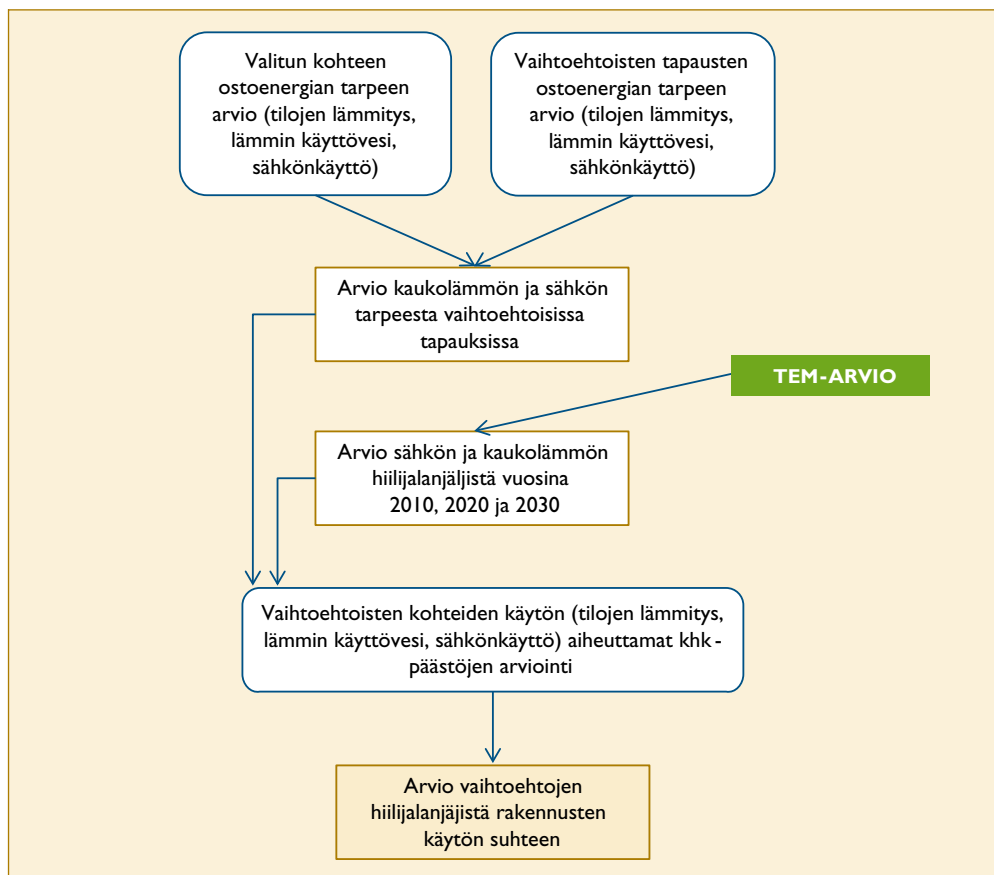 Valitun kohteen
ostoenergian tarpeen
arvio (tilojen lämmitys,
lämmin käyttövesi,
sähkönkäyttö)
Vaihtoehtoisten tapausten
ostoenergian tarpeen
arvio (tilojen lämmitys,
lämmin käyttövesi,
sähkönkäyttö)
Arvio kaukolämmön ja sähkön
tarpeesta vaihtoehtoisissa
tapauksissa
TEM-ARVIO
Arvio sähkön ja kaukolämmön
hiilijalanjäljistä vuosina
2010, 2020 ja 2030
Vaihtoehtoisten kohteiden käytön (tilojen lämmitys,
lämmin käyttövesi, sähkönkäyttö) aiheuttamat khk -
päästöjen arviointi
Arvio vaihtoehtojen
hiilijalanjäjistä rakennusten
käytön suhteen